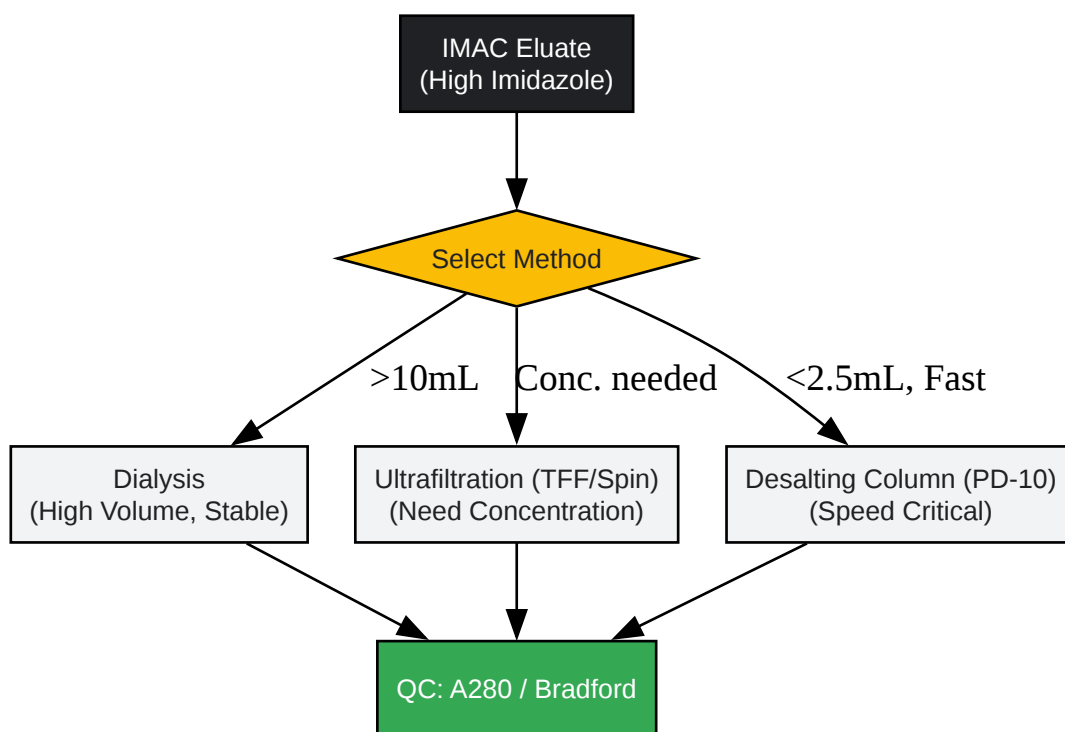 IMAC Eluate
(High Imidazole)
Select Method
>10mL
Conc. needed
<2.5mL, Fast
Dialysis
(High Volume, Stable)
Ultrafiltration (TFF/Spin)
(Need Concentration)
Desalting Column (PD-10)
(Speed Critical)
QC: A280 / Bradford